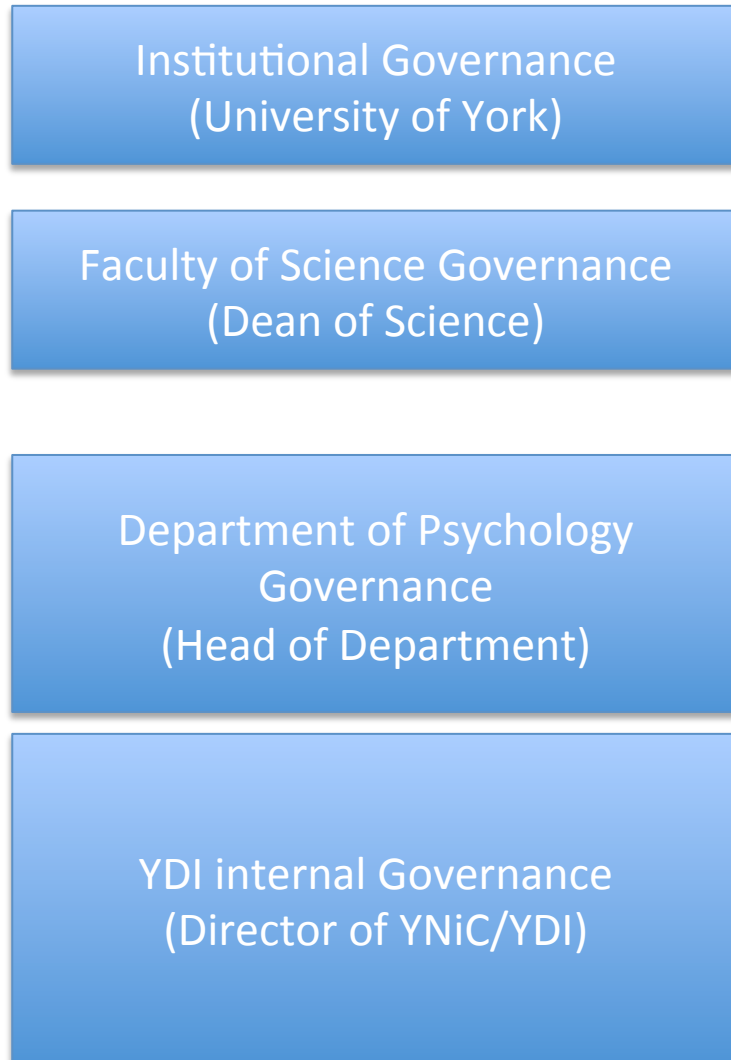 Institutional Governance
(University of York)
Faculty of Science Governance
(Dean of Science)
Department of Psychology
Governance
(Head of Department)
YDI internal Governance
(Director of YNiC/YDI)